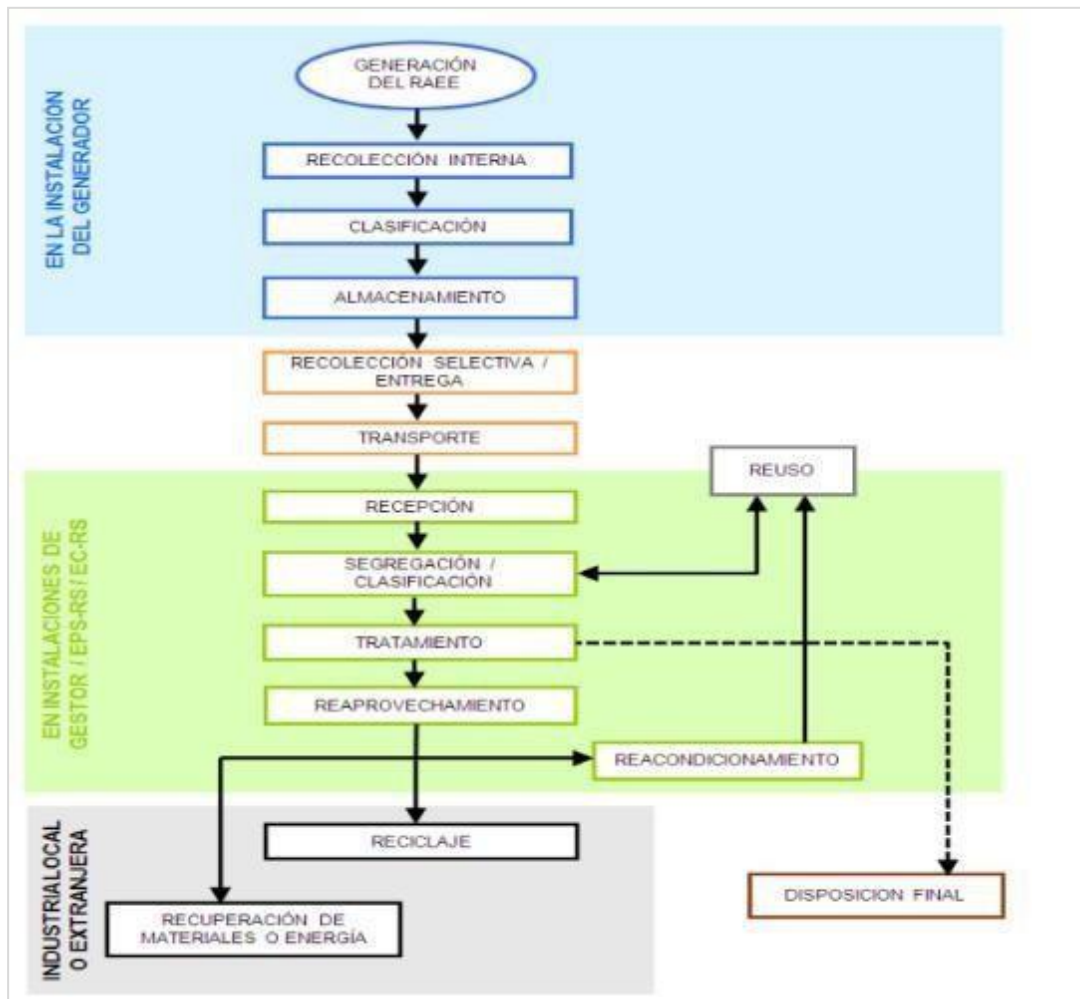 EN LA INSTALACIÓN
DEL GENERADOR
GENERACIÓN
DEL RAEE
RECOLECCIÓN INTERNA
CLASIFICACIÓN
ALMACENAMIENTO
RECOLECCIÓN SELECTIVA /
ENTREGA
TRANSPORTE
EN INSTALACIONES DE
GESTOR / EPS-RS / EC-RS
REUSO
RECEPCIÓN
SEGREGACIÓN /
CLASIFICACIÓN
TRATAMIENTO
REAPROVECHAMIENTO
REACONDICIONAMIENTO
INDUSTRIALOCAL
O EXTRANJERA
RECICLAJE
DISPOSICION FINAL
RECUPERACIÓN DE
MATERIALES O ENERGÍA